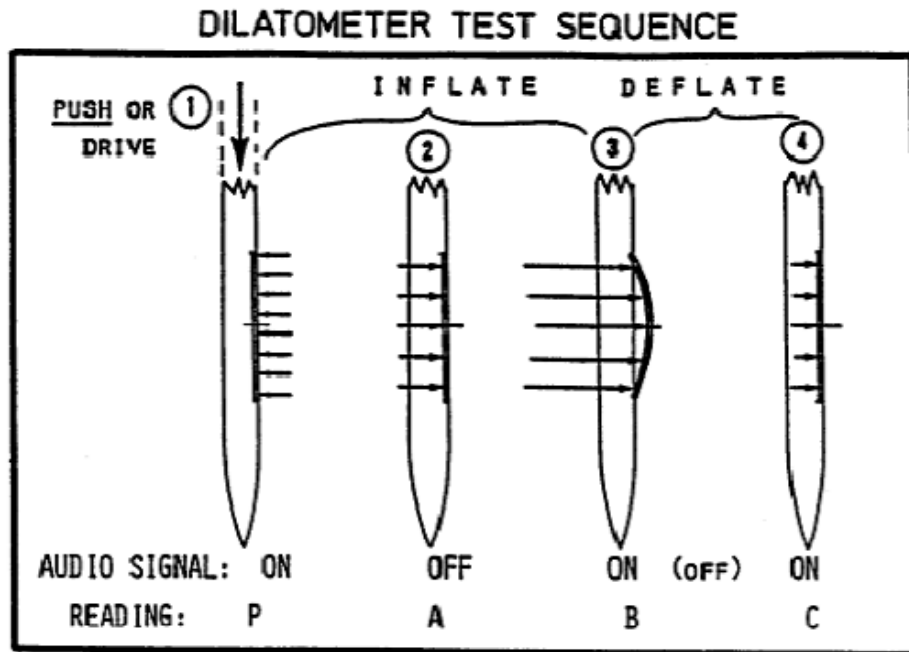 DILATOMETER TEST SEQUENCE
INFLATE DEFLATE
PUSH OR 1
DRIVE
2 3 4
AUDIO SIGNAL: ON OFF ON (OFF) ON
READING: P A B C